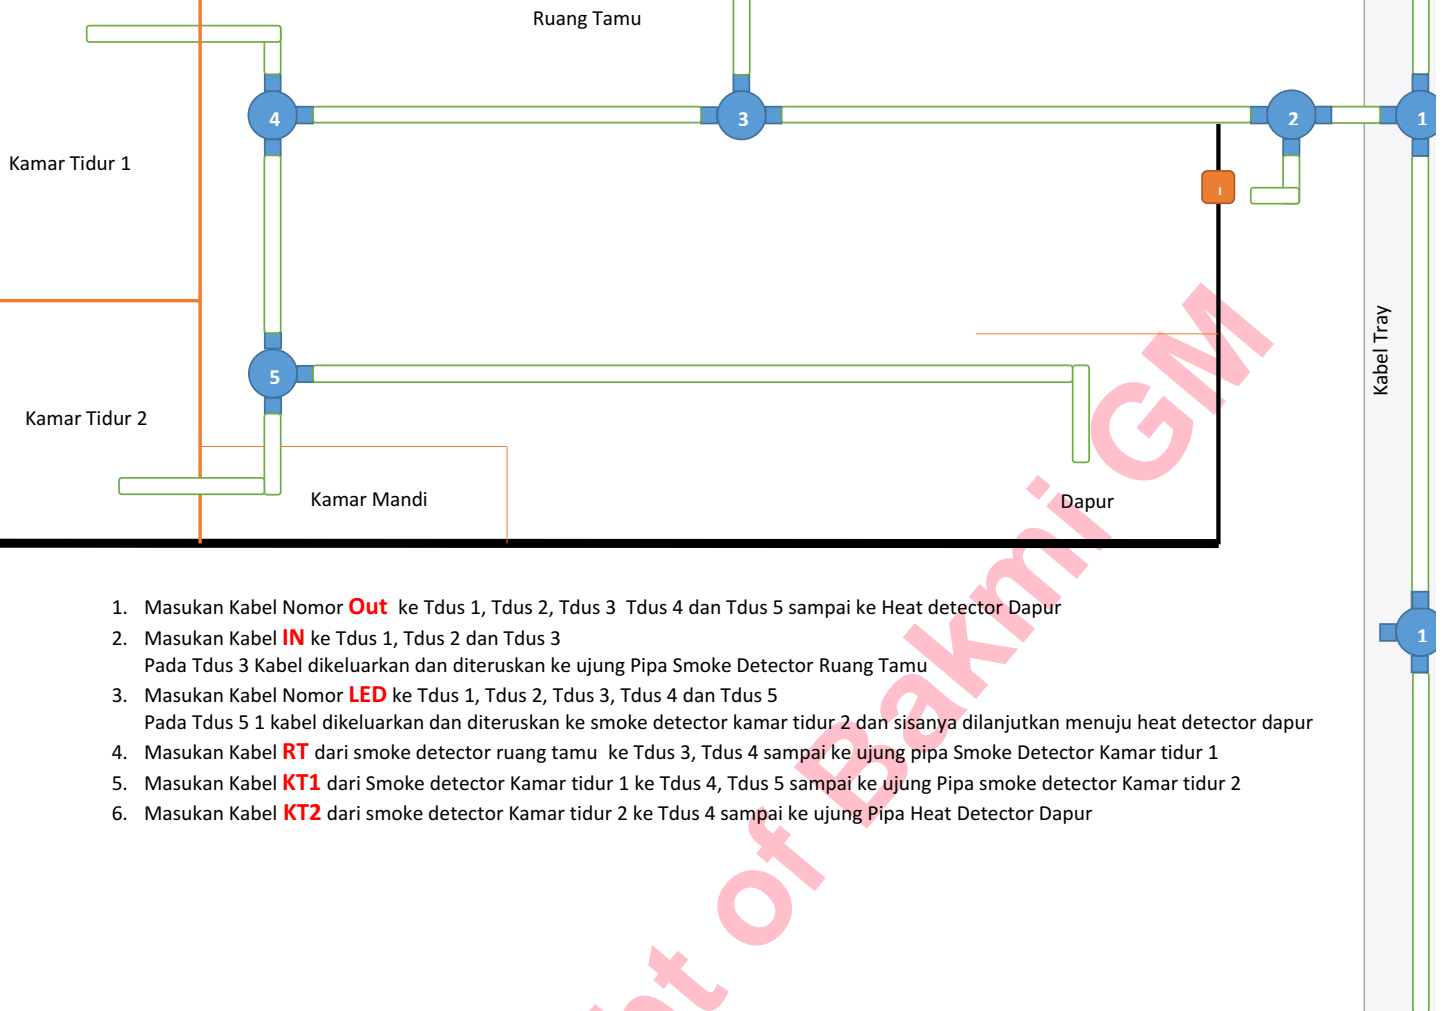 Ruang Tamu
4
3
2
1
Kamar Tidur 1
I
Kabel Tray
5
Kamar Tidur 2
Kamar Mandi
Dapur
1. Masukan Kabel Nomor Out ke Tdus 1, Tdus 2, Tdus 3 Tdus 4 dan Tdus 5 sampai ke Heat detector Dapur
1
2. Masukan Kabel IN ke Tdus 1, Tdus 2 dan Tdus 3
Pada Tdus 3 Kabel dikeluarkan dan diteruskan ke ujung Pipa Smoke Detector Ruang Tamu
3. Masukan Kabel Nomor LED ke Tdus 1, Tdus 2, Tdus 3, Tdus 4 dan Tdus 5
Pada Tdus 5 1 kabel dikeluarkan dan diteruskan ke smoke detector kamar tidur 2 dan sisanya dilanjutkan menuju heat detector dapur
4. Masukan Kabel RT dari smoke detector ruang tamu ke Tdus 3, Tdus 4 sampai ke ujung pipa Smoke Detector Kamar tidur 1
5. Masukan Kabel KT1 dari Smoke detector Kamar tidur 1 ke Tdus 4, Tdus 5 sampai ke ujung Pipa smoke detector Kamar tidur 2
6. Masukan Kabel KT2 dari smoke detector Kamar tidur 2 ke Tdus 4 sampai ke ujung Pipa Heat Detector Dapur
of Bakmi GM